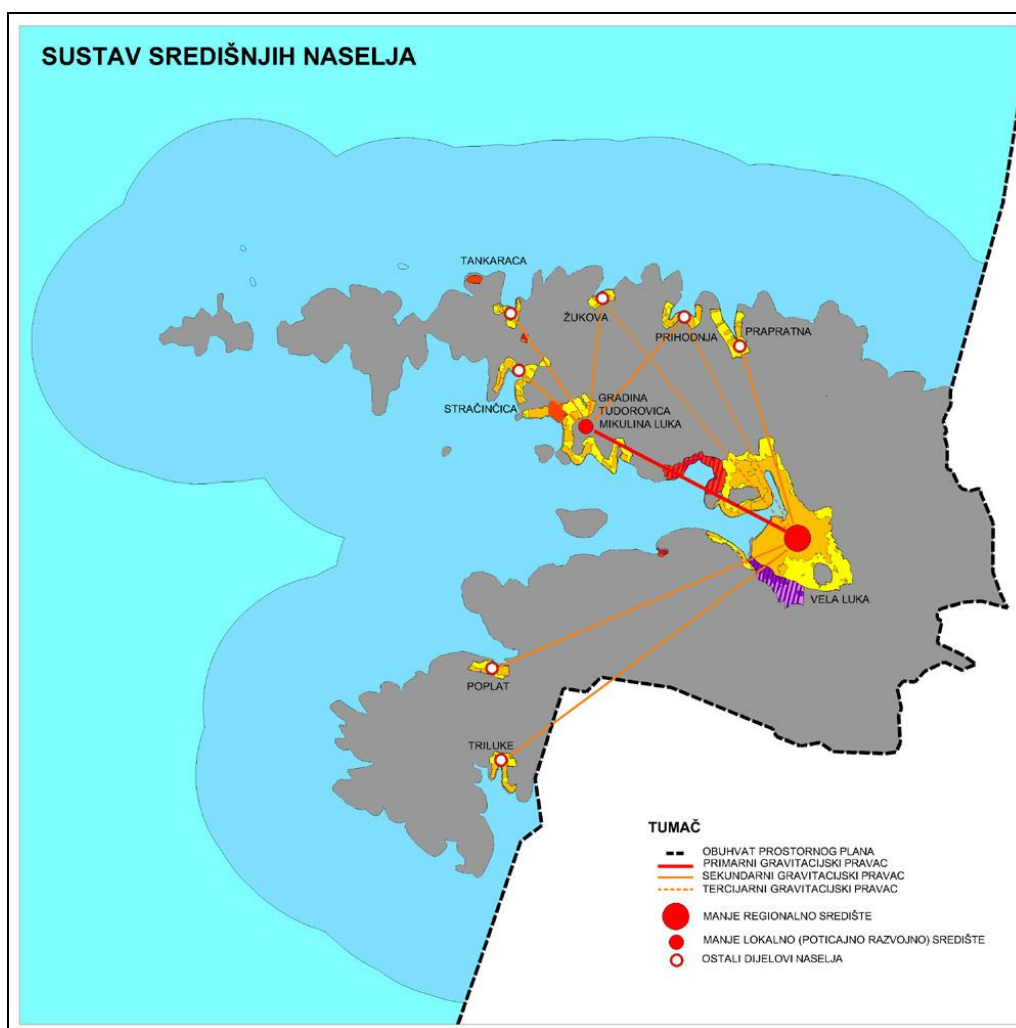 SUSTAV SREDIŠNJIH NASELJA
TANKARACA
ŽUKOVA
PRIHODNJA
PRAPRATNA
STRAČINČICA
GRADINA
TUDOROVICA
MIKULINA LUKA
VELA LUKA
POPLAT
TRILUKE
TUMAČ
OBUHVAT PROSTORNOG PLANA
PRIMARNI GRAVITACIJSKI PRAVAC
SEKUNDARNI GRAVITACIJSKI PRAVAC
TERCIJARNI GRAVITACIJSKI PRAVAC
MANJE REGIONALNO SREDIŠTE
MANJE LOKALNO (POTICAJNO RAZVOJNO) SREDIŠTE
OSTALI DIJELOVI NASELJA